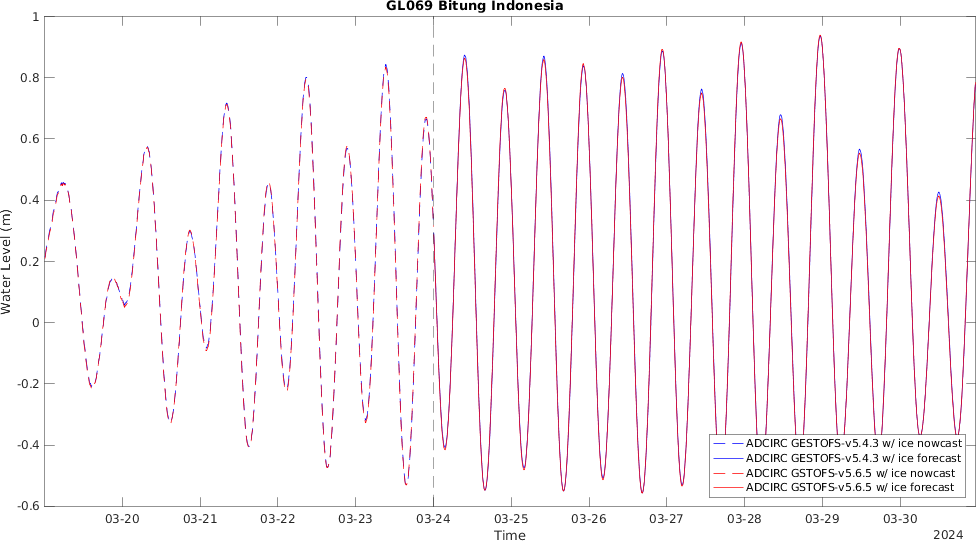 GL069 Bitung Indonesia
1
0.8
0.6
0.4
0.2
0
-0.2
-0.4
-0.6
Water Level (m)
ADCIRC GESTOFS-v5.4.3 w/ ice nowcast
ADCIRC GESTOFS-v5.4.3 w/ ice forecast
ADCIRC GSTOFS-v5.6.5 w/ ice nowcast
ADCIRC GSTOFS-v5.6.5 w/ ice forecast
03-20 03-21 03-22 03-23 03-24 03-25 03-26 03-27 03-28 03-29 03-30
Time
2024